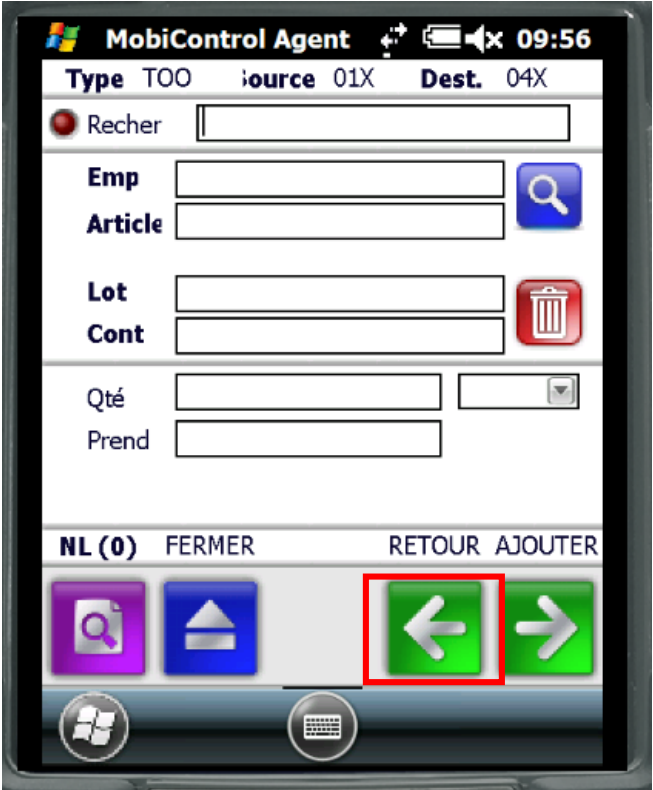 MobiControl Agent 09:56
Type TOO Source 01X Dest. 04X
Recher
Emp
Article
Lot
Cont
Qté
Prend
NL (0) FERMER RETOUR AJOUTER